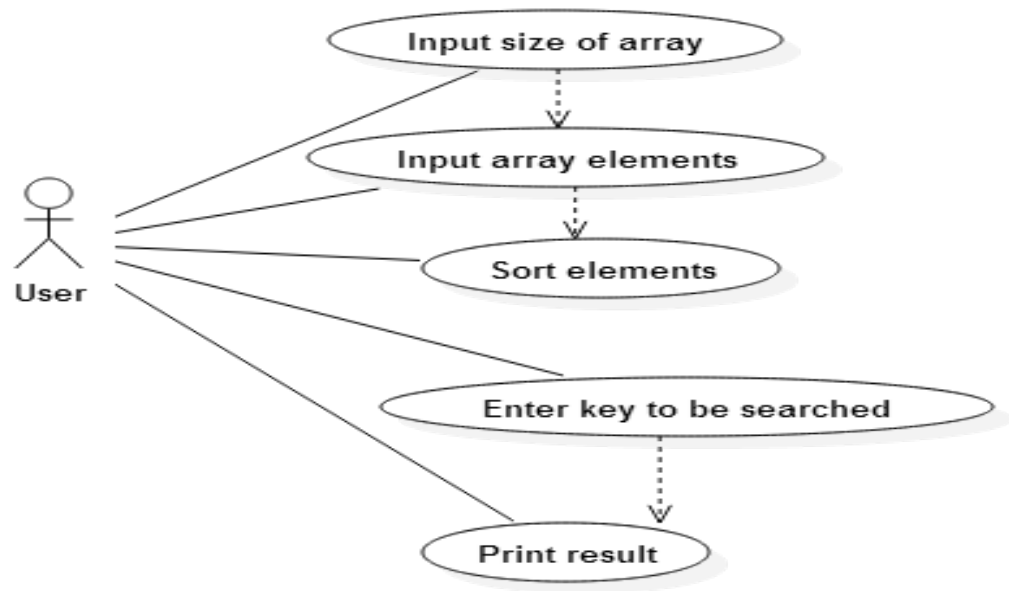 Input size of array
Input array elements
Sort elements
User
Enter key to be searched
Print result